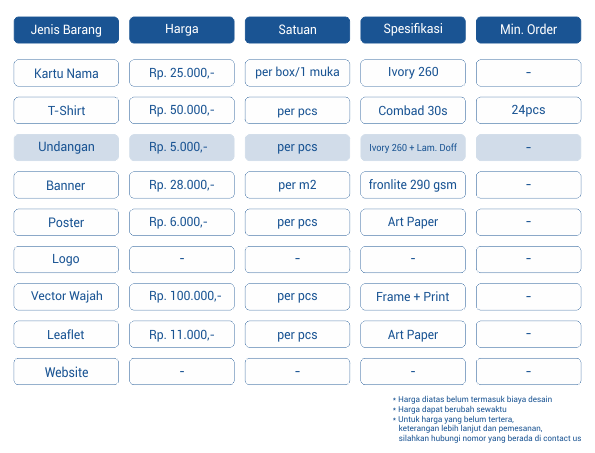 Jenis Barang Harga Satuan Spesifikasi Min. Order
Kartu Nama Rp. 25.000,- per box/1 muka Ivory 260 -
T-Shirt Rp. 50.000,- per pcs Combad 30s 24pcs
Undangan Rp. 5.000,- per pcs Ivory 260 + Lam. Doff -
Banner Rp. 28.000,- per m2 fronlite 290 gsm -
Poster Rp. 6.000,- per pcs Art Paper -
Logo - - - -
Vector Wajah Rp. 100.000,- per pcs Frame + Print -
Leaflet Rp. 11.000,- per pcs Art Paper -
Website - - - -
* Harga diatas belum termasuk biaya desain
* Harga dapat berubah sewaktu
* Untuk harga yang belum tertera,
keterangan lebih lanjut dan pemesanan,
silahkan hubungi nomor yang berada di contact us